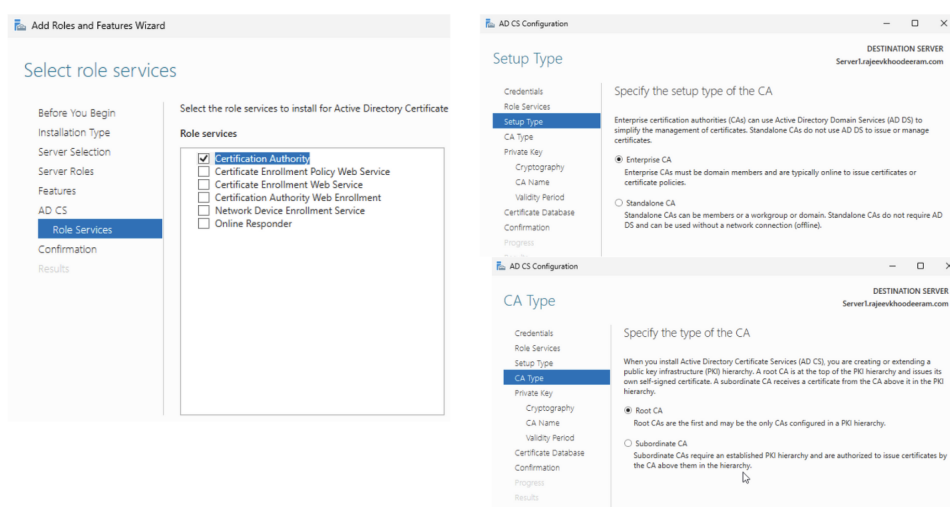 Add Roles and Features Wizard
Select role services
Before You Begin
Installation Type
Server Selection
Server Roles
Features
AD CS
Role Services
Confirmation
Results
Select the role services to install for Active Directory Certificate
Role services
Certification Authority
Certificate Enrollment Policy Web Service
Certificate Enrollment Web Service
Certification Authority Web Enrollment
Network Device Enrollment Service
Online Responder
AD CS Configuration
DESTINATION SERVER
Server1.rajeevkhoodeeram.com
Setup Type
Credentials
Role Services
Setup Type
CA Type
Private Key
Cryptography
CA Name
Validity Period
Certificate Database
Confirmation
Progress
Specify the setup type of the CA
Enterprise certification authorities (CAs) can use Active Directory Domain Services (AD DS) to
simplify the management of certificates. Standalone CAs do not use AD DS to issue or manage
certificates.
Enterprise CA
Enterprise CAs must be domain members and are typically online to issue certificates or
certificate policies.
Standalone CA
Standalone CAs can be members or a workgroup or domain. Standalone CAs do not require AD
DS and can be used without a network connection (offline).
AD CS Configuration
DESTINATION SERVER
Server1.rajeevkhoodeeram.com
CA Type
Credentials
Role Services
Setup Type
CA Type
Private Key
Cryptography
CA Name
Validity Period
Certificate Database
Confirmation
Progress
Results
Specify the type of the CA
When you install Active Directory Certificate Services (AD CS), you are creating or extending a
public key infrastructure (PKI) hierarchy. A root CA is at the top of the PKI hierarchy and issues its
own self-signed certificate. A subordinate CA receives a certificate from the CA above it in the PKI
hierarchy.
Root CA
Root CAs are the first and may be the only CAs configured in a PKI hierarchy.
Subordinate CA
Subordinate CAs require an established PKI hierarchy and are authorized to issue certificates by
the CA above them in the hierarchy.